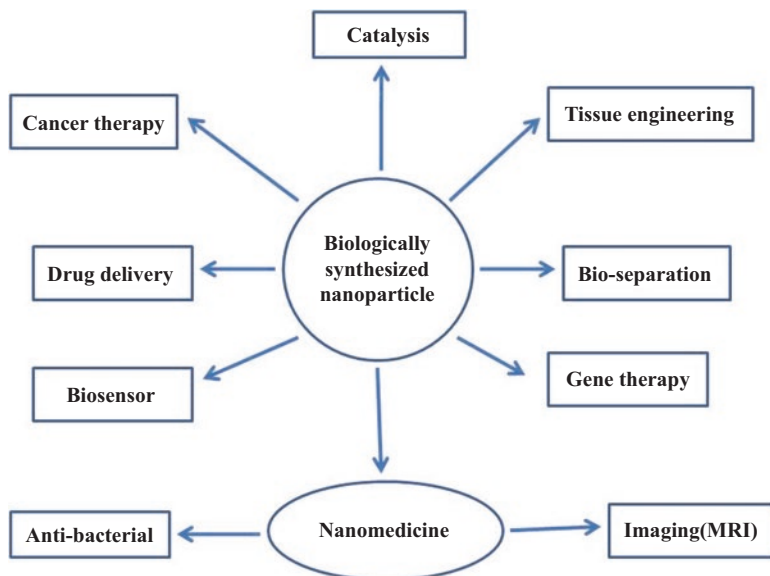 Catalysis
Cancer therapy
Tissue engineering
Biologically
synthesized
nanoparticle
Drug delivery
Bio-separation
Biosensor
Gene therapy
Anti-bacterial
Nanomedicine
Imaging(MRI)